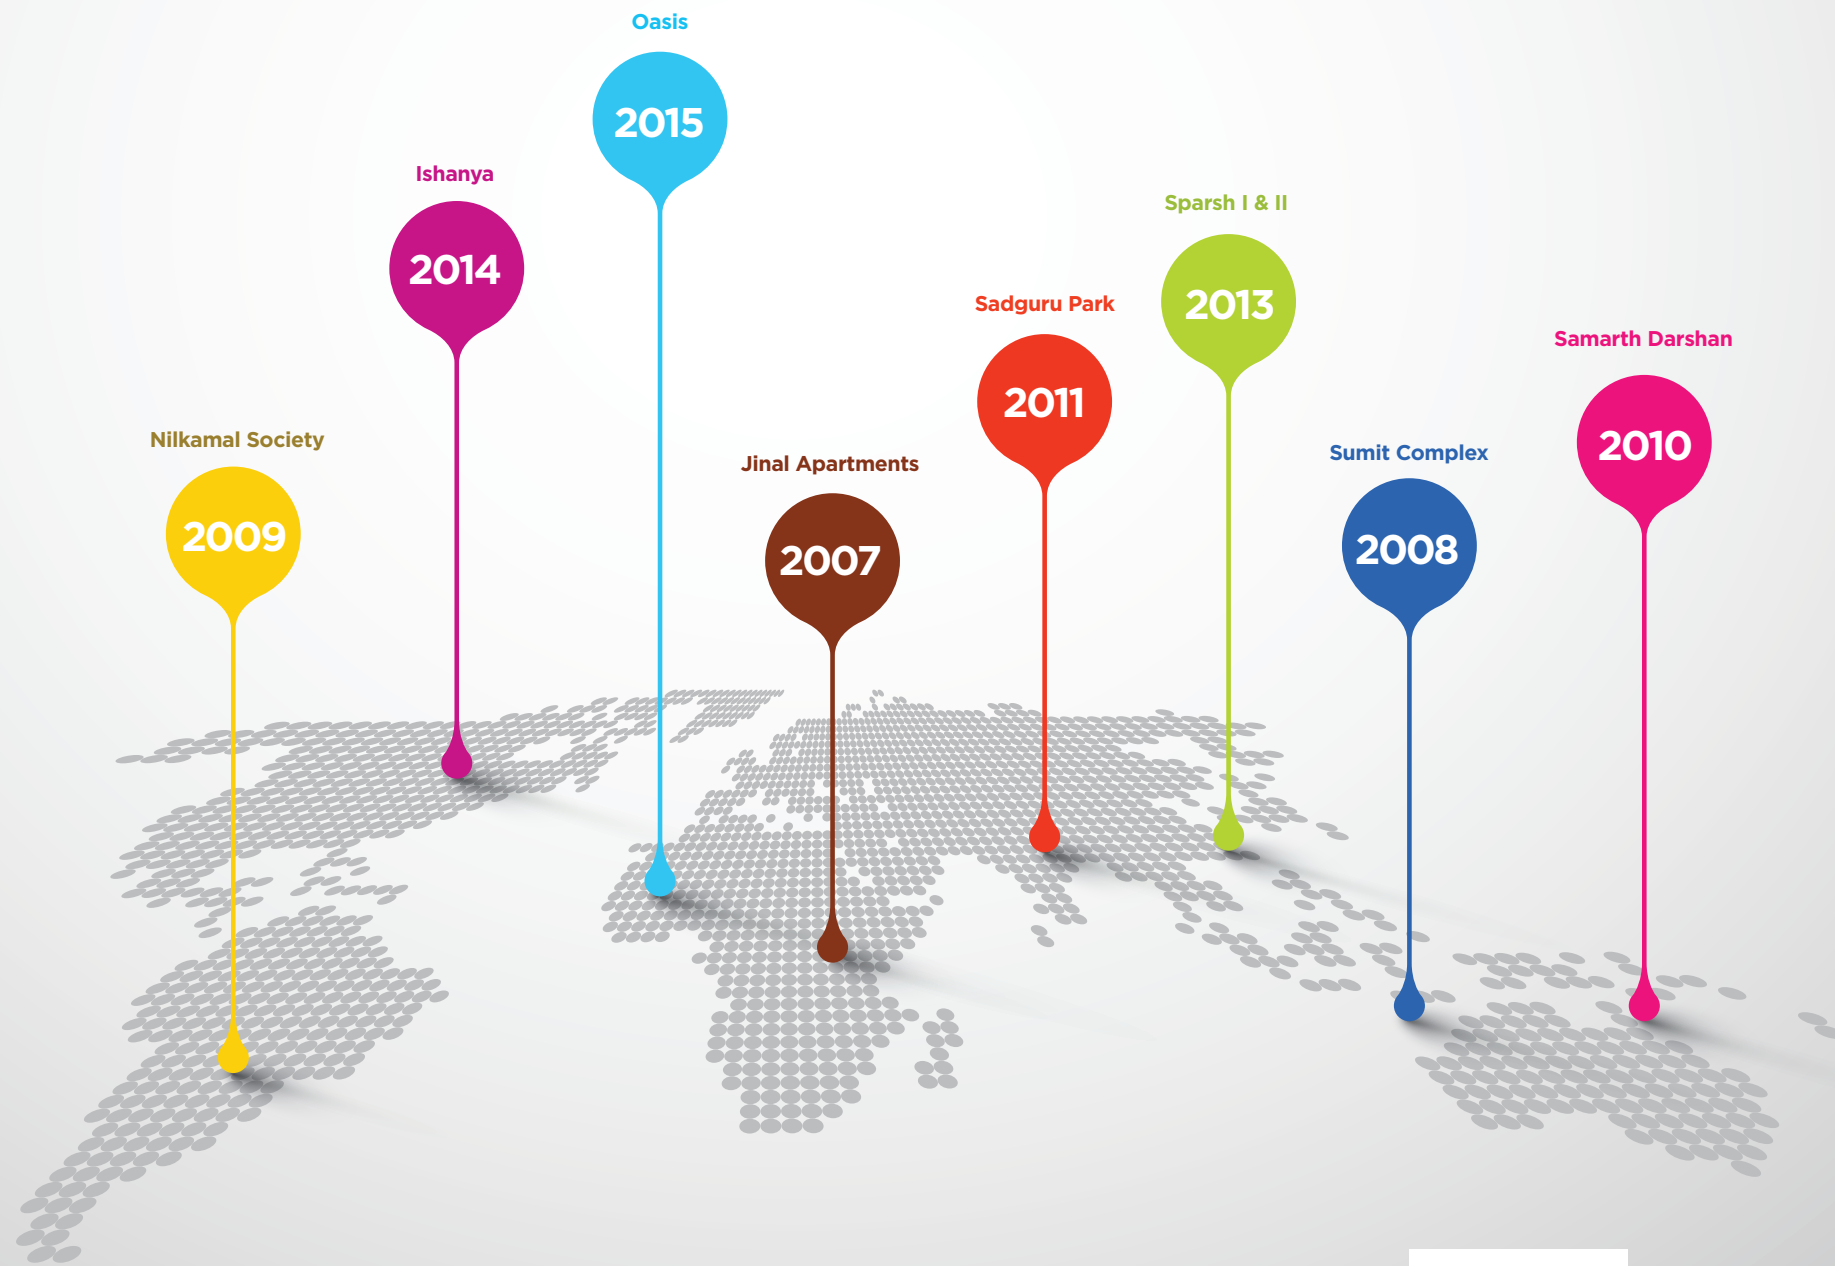 Oasis
2015
Ishanya
2014
Sparsh I & II
2013
Sadguru Park
2011
Samarth Darshan
2010
Nilkamal Society
2009
Sumit Complex
2008
Jinal Apartments
2007